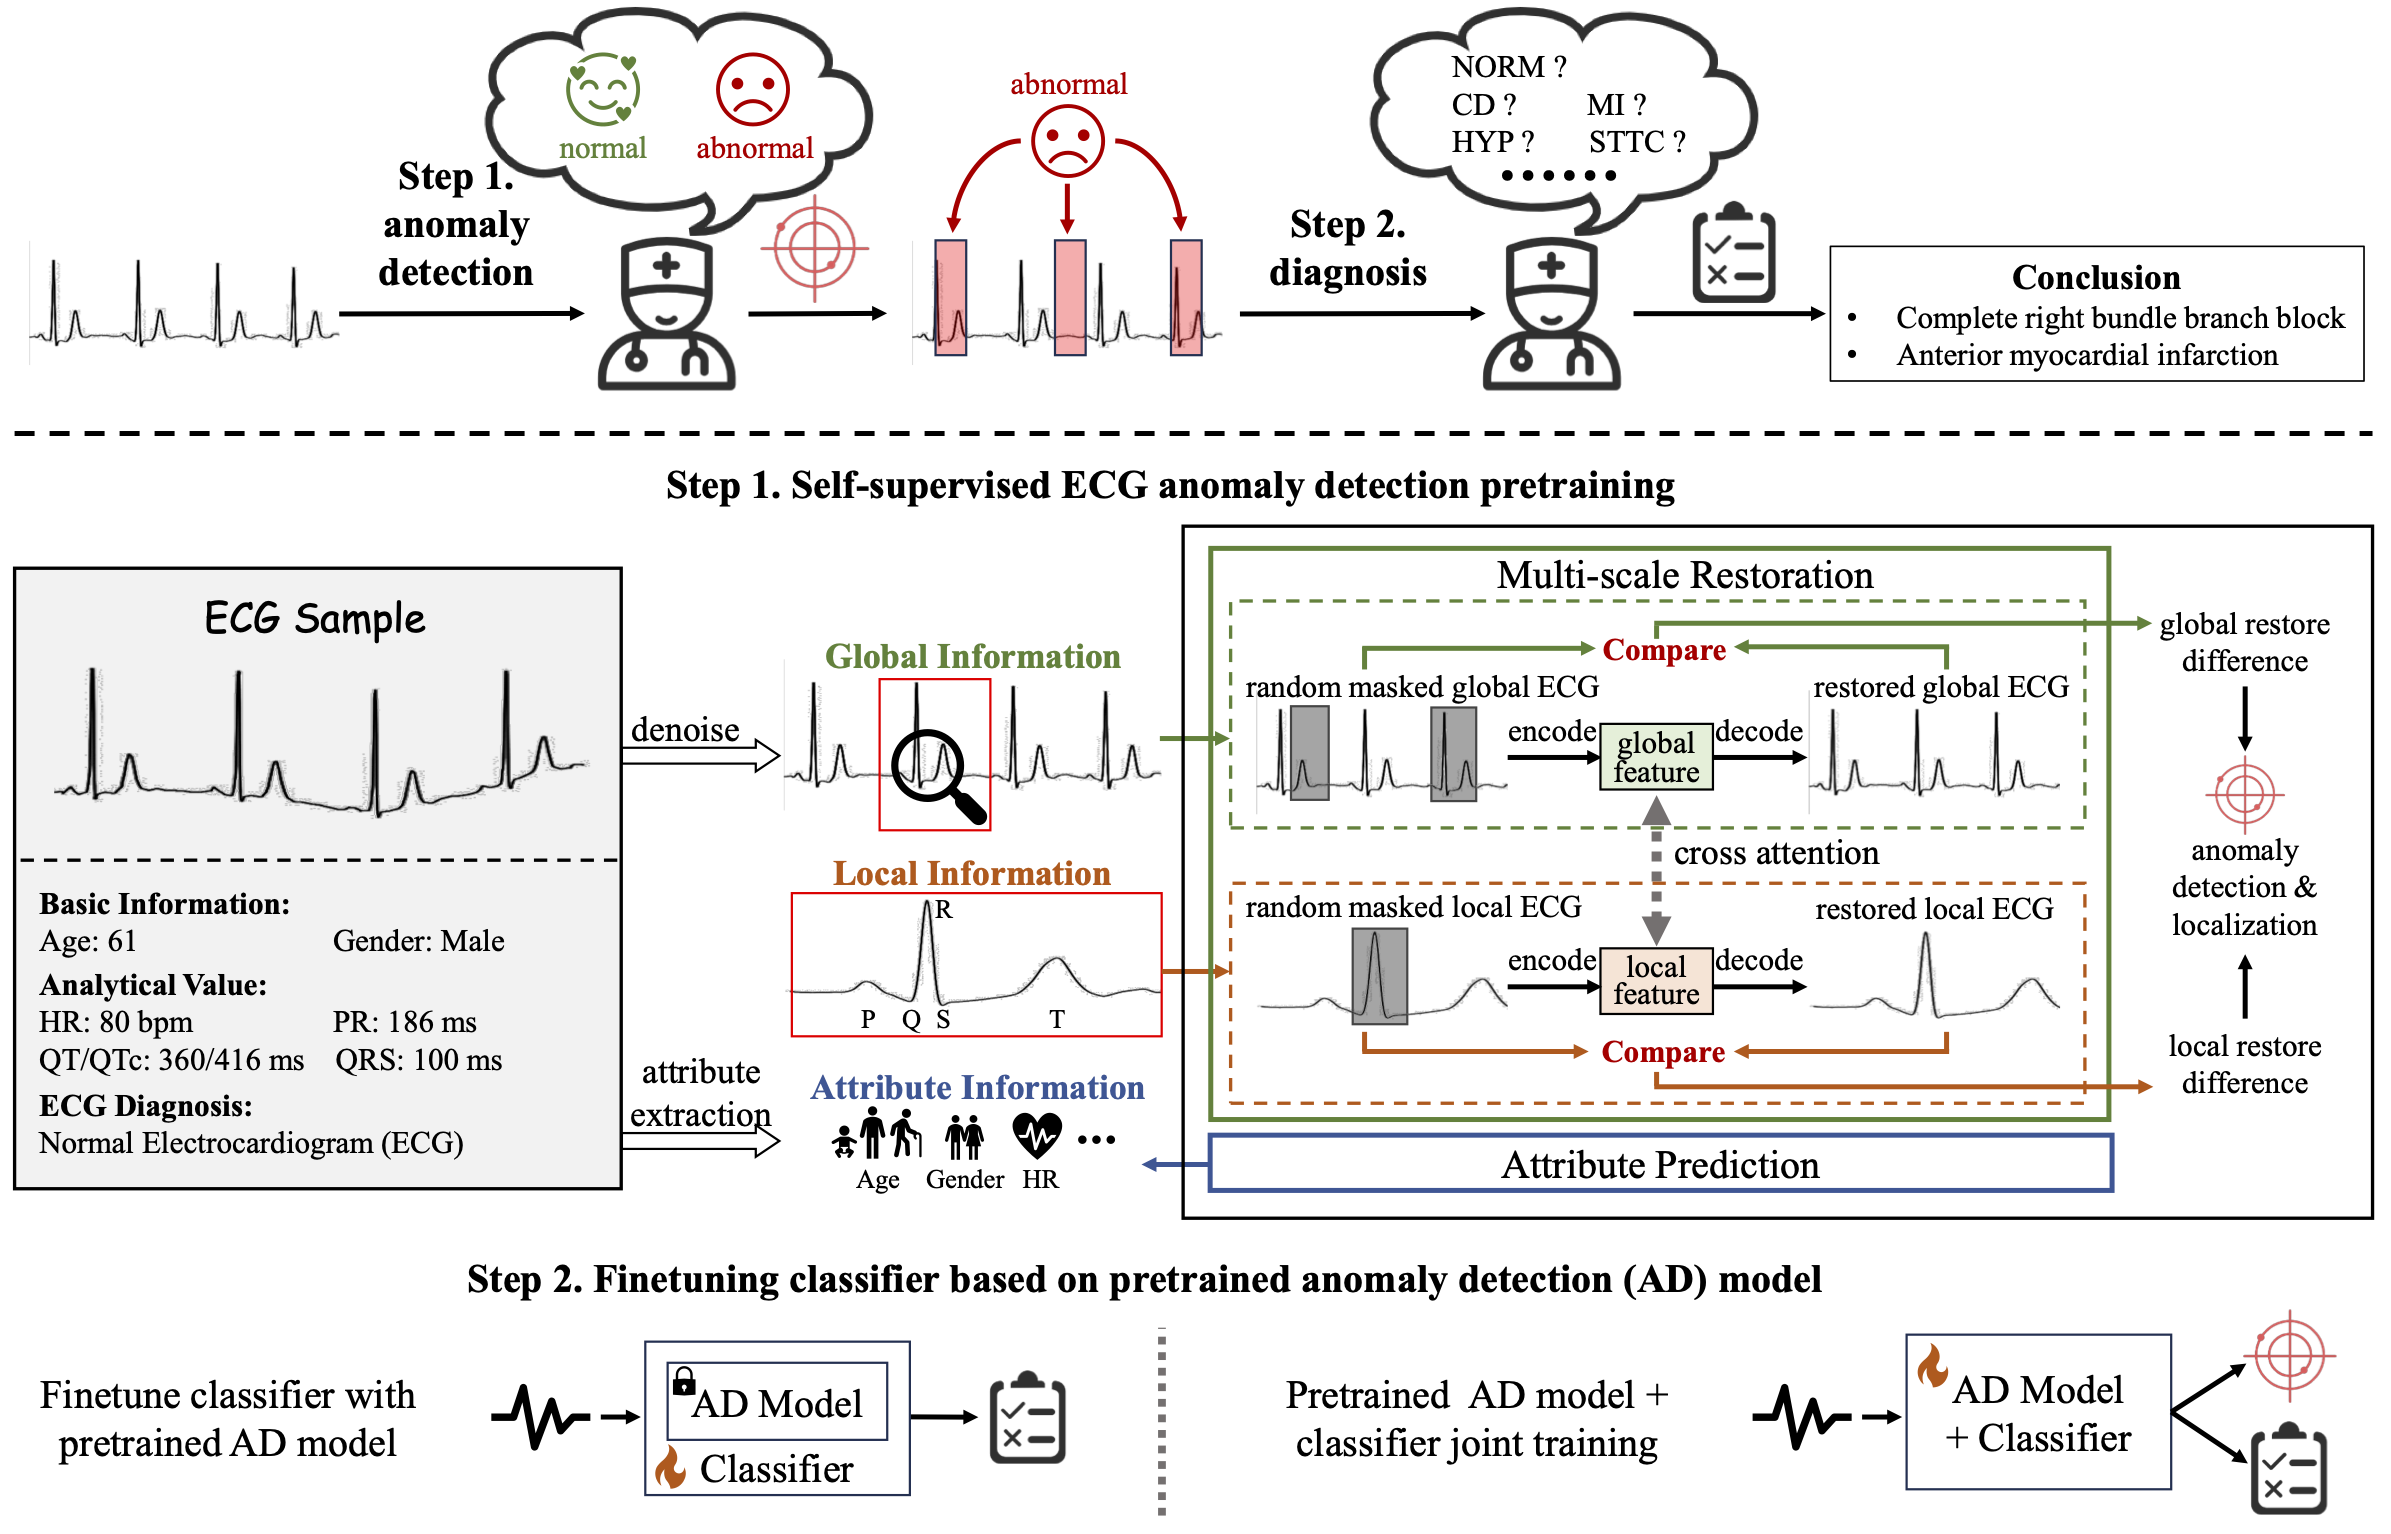 normal
abnormal
Step 1.
anomaly
detection
abnormal
Step 2.
diagnosis
NORM ?
CD ? MI ?
HYP ? STTC ?
••••••
Conclusion
• Complete right bundle branch block
• Anterior myocardial infarction
Step 1. Self-supervised ECG anomaly detection pretraining
ECG Sample
Basic Information:
Age: 61 Gender: Male
Analytical Value:
HR: 80 bpm PR: 186 ms
QT/QTc: 360/416 ms QRS: 100 ms
ECG Diagnosis:
Normal Electrocardiogram (ECG)
denoise
attribute
extraction
Global Information
Local Information
R
P Q S T
Attribute Information
•••
Age Gender HR
Multi-scale Restoration
Compare
random masked global ECG
restored global ECG
encode
global
feature
decode
cross attention
random masked local ECG
restored local ECG
encode
local
feature
decode
Compare
Attribute Prediction
global restore
difference
anomaly
detection &
localization
local restore
difference
Step 2. Finetuning classifier based on pretrained anomaly detection (AD) model
Finetune classifier with
pretrained AD model
AD Model
Classifier
Pretrained AD model +
classifier joint training
AD Model
+ Classifier